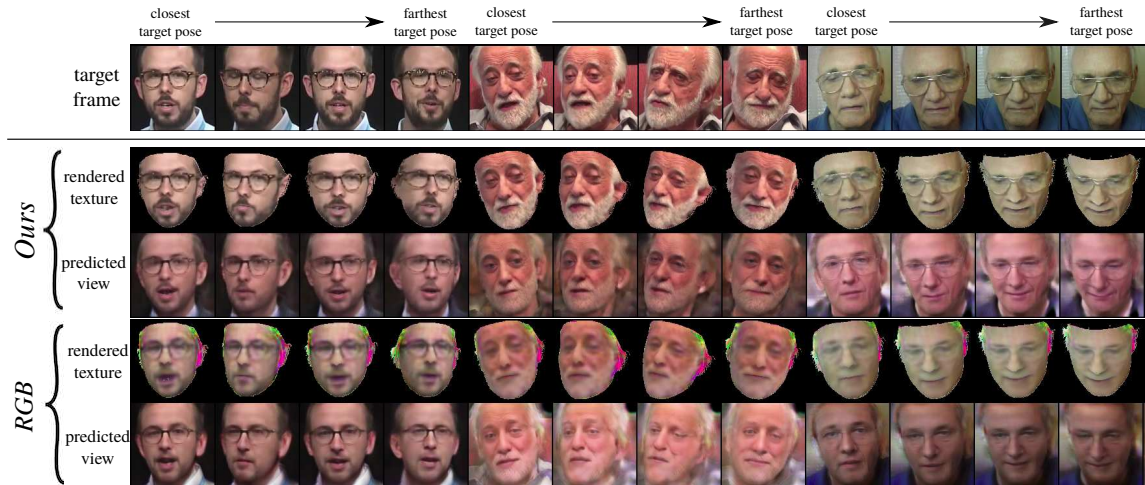 closest
target pose
farthest
target pose
closest
target pose
farthest
target pose
closest
target pose
farthest
target pose
target
frame
Ours
rendered
texture
predicted
view
RGB
rendered
texture
predicted
view